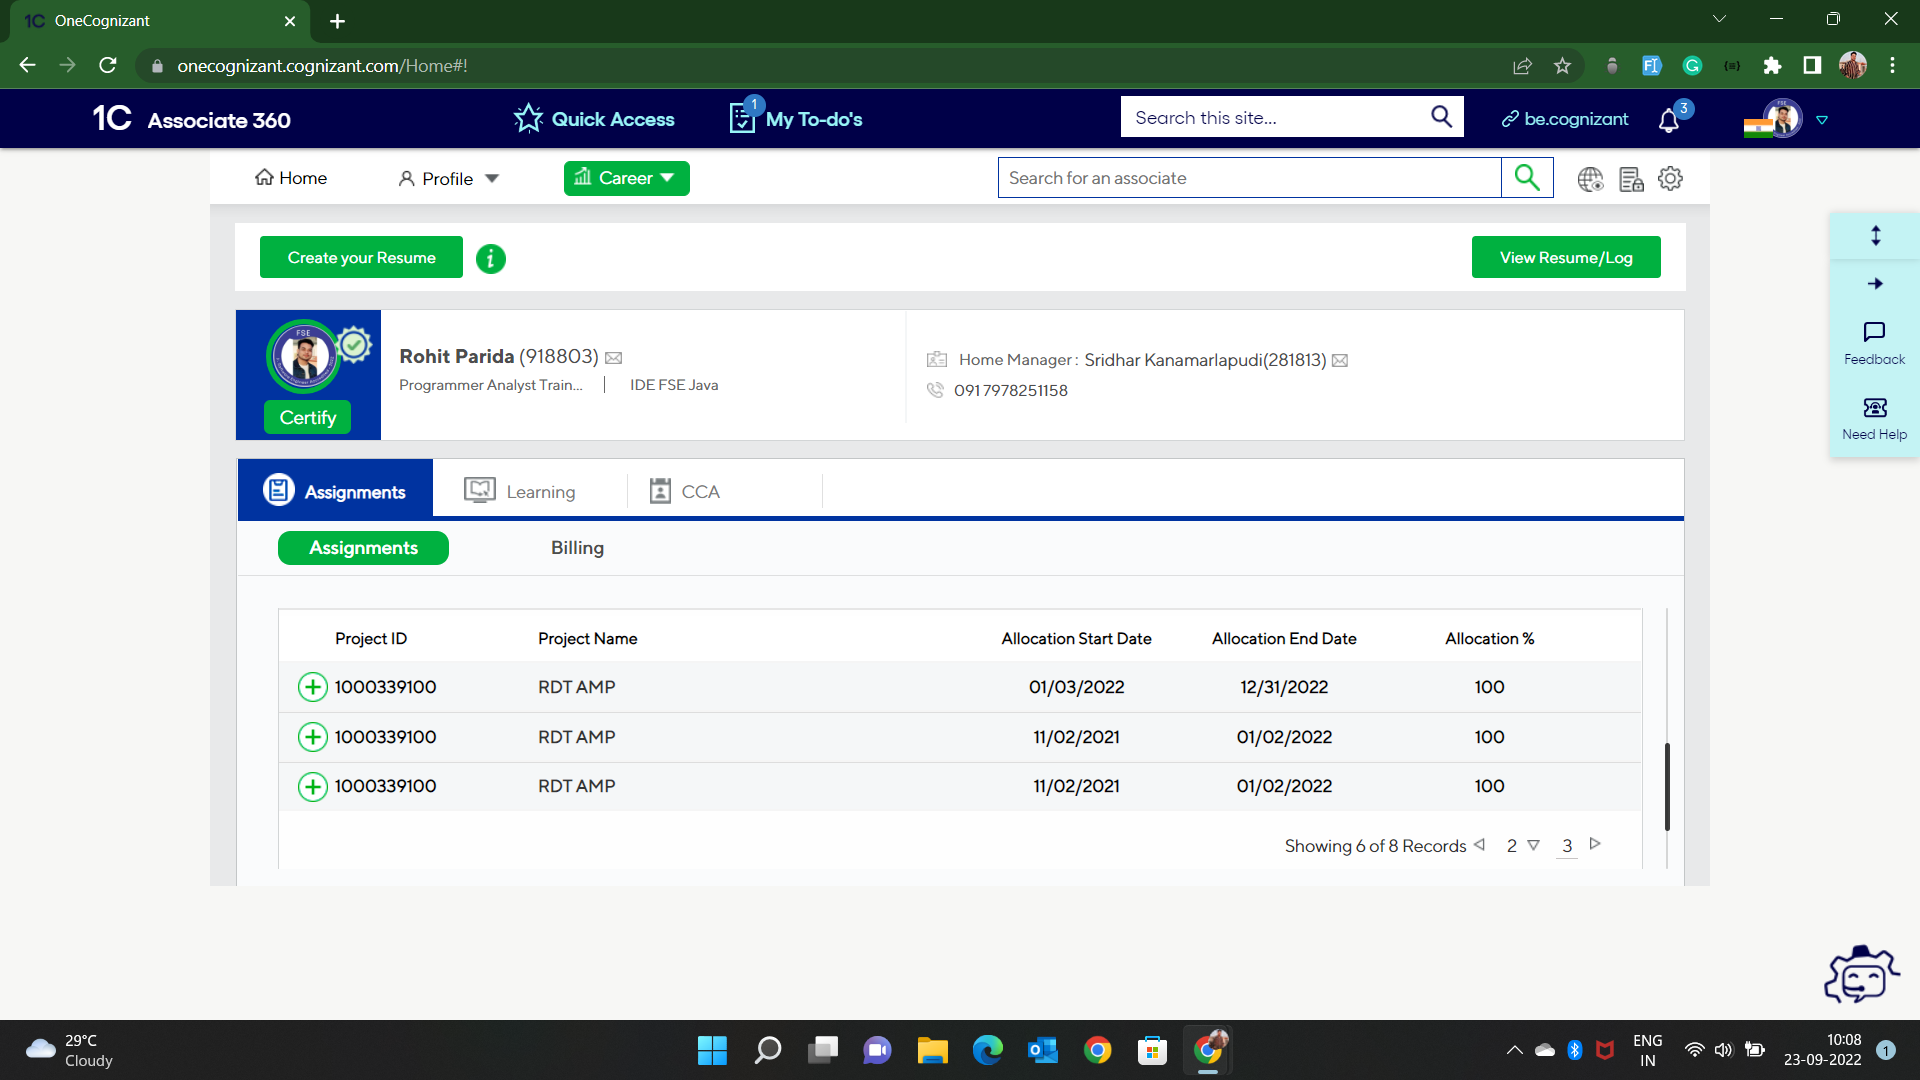 1C OneCognizant
onecognizant.cognizant.com/Home#!
1C Associate 360
Quick Access
1
My To-do's
Search this site...
be.cognizant
3
Home
Profile
Career
Search for an associate
Create your Resume
i
View Resume/Log
FSE
Certify
Rohit Parida (918803)
Programmer Analyst Train... | IDE FSE Java
Home Manager : Sridhar Kanamarlapudi(281813)
091 7978251158
Feedback
Need Help
Assignments
Learning
CCA
Assignments
Billing
Project ID Project Name Allocation Start Date Allocation End Date Allocation %
1000339100 RDT AMP 01/03/2022 12/31/2022 100
1000339100 RDT AMP 11/02/2021 01/02/2022 100
1000339100 RDT AMP 11/02/2021 01/02/2022 100
Showing 6 of 8 Records 2 3
29°C
Cloudy
ENG
IN
10:08
23-09-2022
1